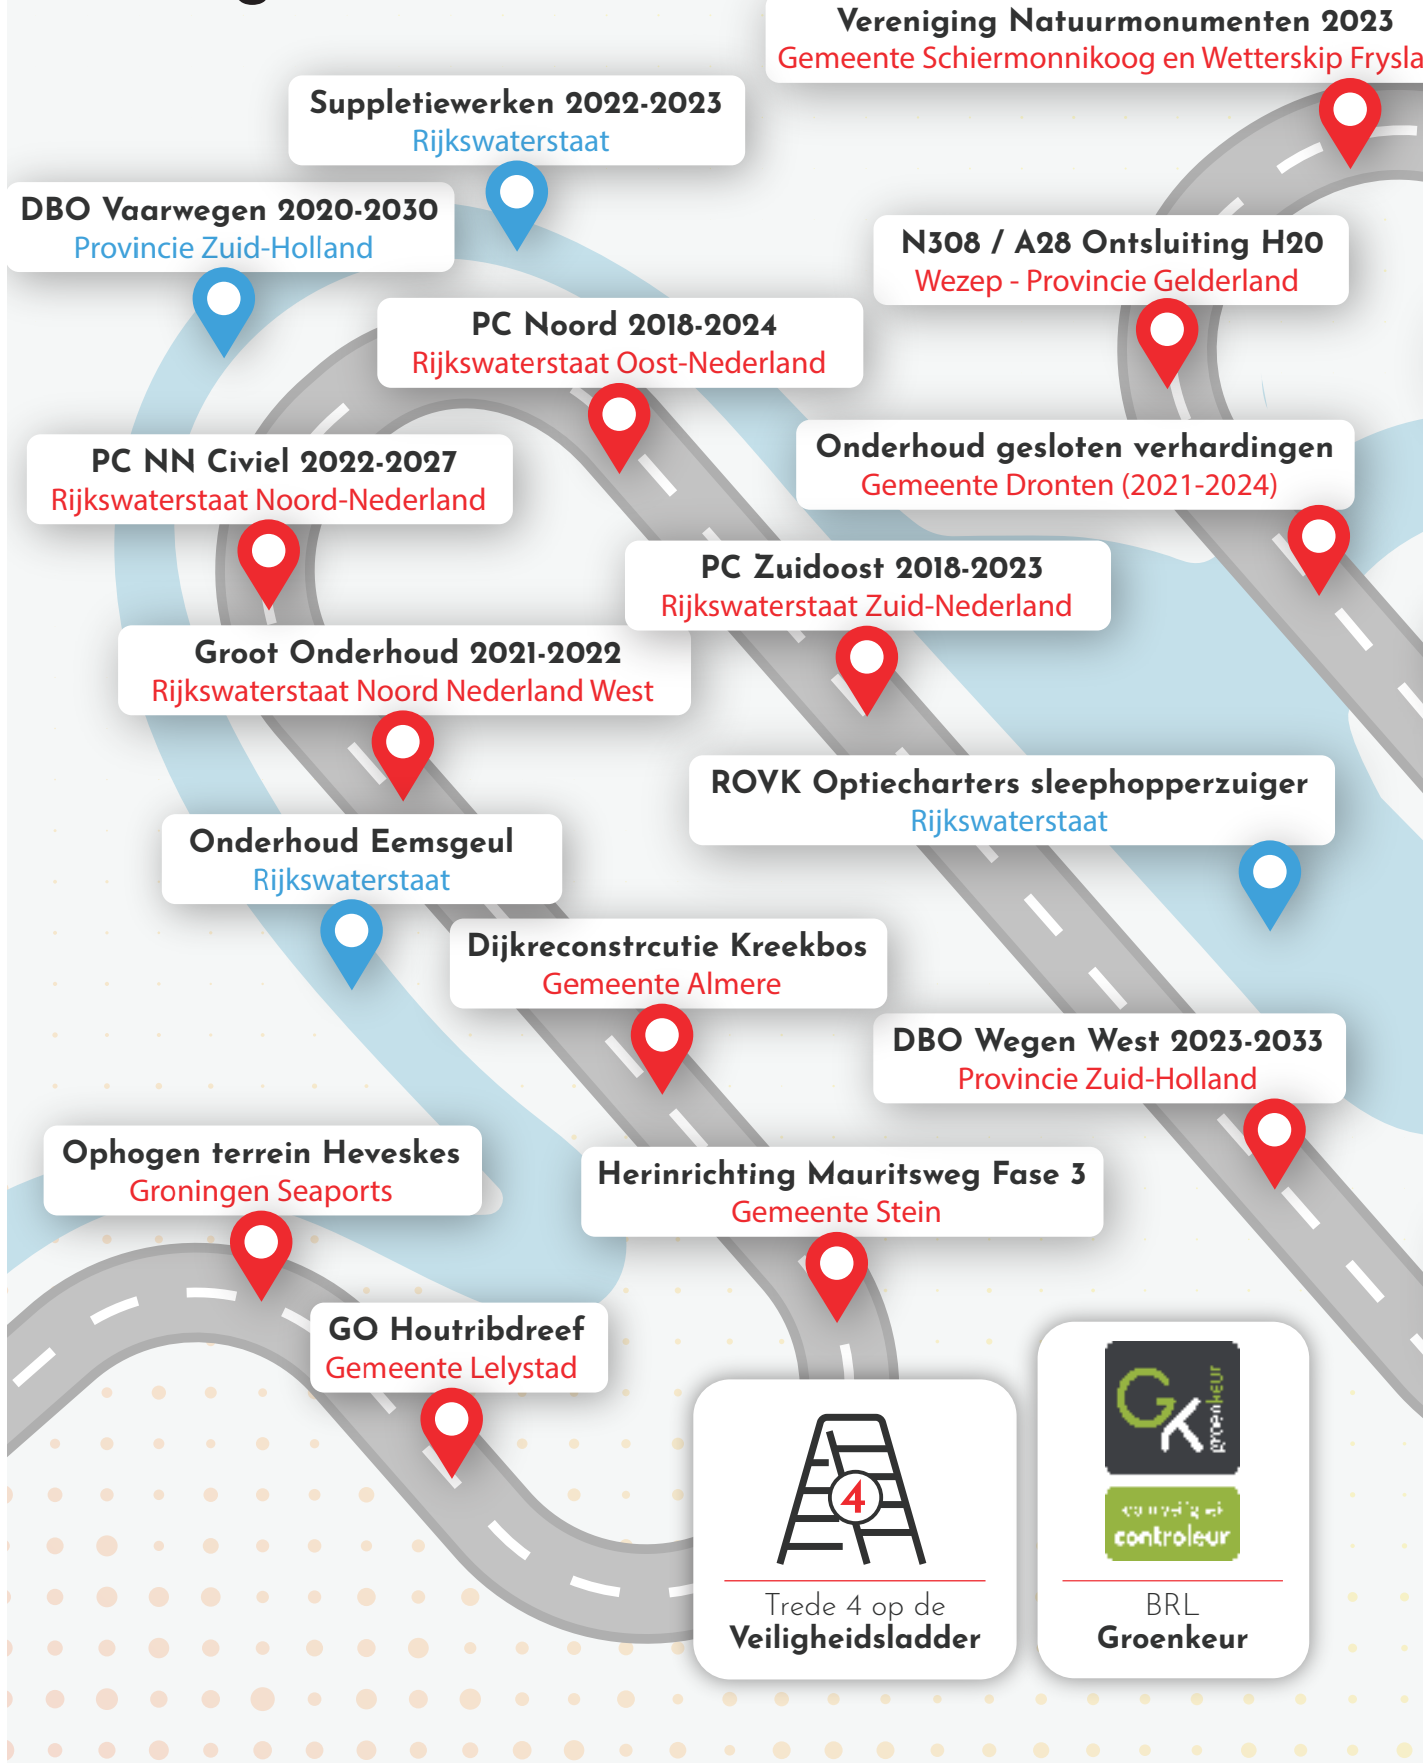 Vereniging Natuurmonumenten 2023
Gemeente Schiermonnikoog en Wetterskip Frysla
Suppletiewerken 2022-2023
Rijkswaterstaat
DBO Vaarwegen 2020-2030
Provincie Zuid-Holland
N308 / A28 Ontsluiting H20
Wezep - Provincie Gelderland
PC Noord 2018-2024
Rijkswaterstaat Oost-Nederland
PC NN Civiel 2022-2027
Rijkswaterstaat Noord-Nederland
Onderhoud gesloten verhardingen
Gemeente Dronten (2021-2024)
PC Zuidoost 2018-2023
Rijkswaterstaat Zuid-Nederland
Groot Onderhoud 2021-2022
Rijkswaterstaat Noord Nederland West
ROVK Optiecharters sleephopperzuiger
Rijkswaterstaat
Onderhoud Eemsgeul
Rijkswaterstaat
Dijkreconstrcutie Kreekbos
Gemeente Almere
DBO Wegen West 2023-2033
Provincie Zuid-Holland
Ophogen terrein Heveskes
Groningen Seaports
Herinrichting Mauritsweg Fase 3
Gemeente Stein
GO Houtribdreef
Gemeente Lelystad
4
Trede 4 op de
Veiligheidsladder
GK
groenkeur
controleur
BRL
Groenkeur